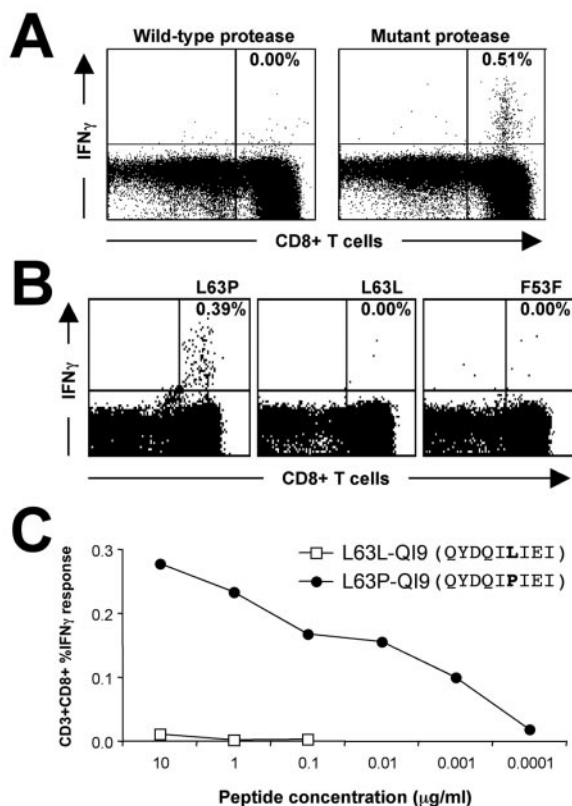 A
Wild-type protease
Mutant protease
0.00%
0.51%
IFNγ
CD8+ T cells
B
L63P
L63L
F53F
0.39%
0.00%
0.00%
IFNγ
CD8+ T cells
C
0.3
0.2
0.1
0.0
CD3+CD8+ %IFNγ response
L63L-QI9 (QYDQILIEI)
L63P-QI9 (QYDQIPIEI)
10 1 0.1 0.01 0.001 0.0001
Peptide concentration (µg/ml)